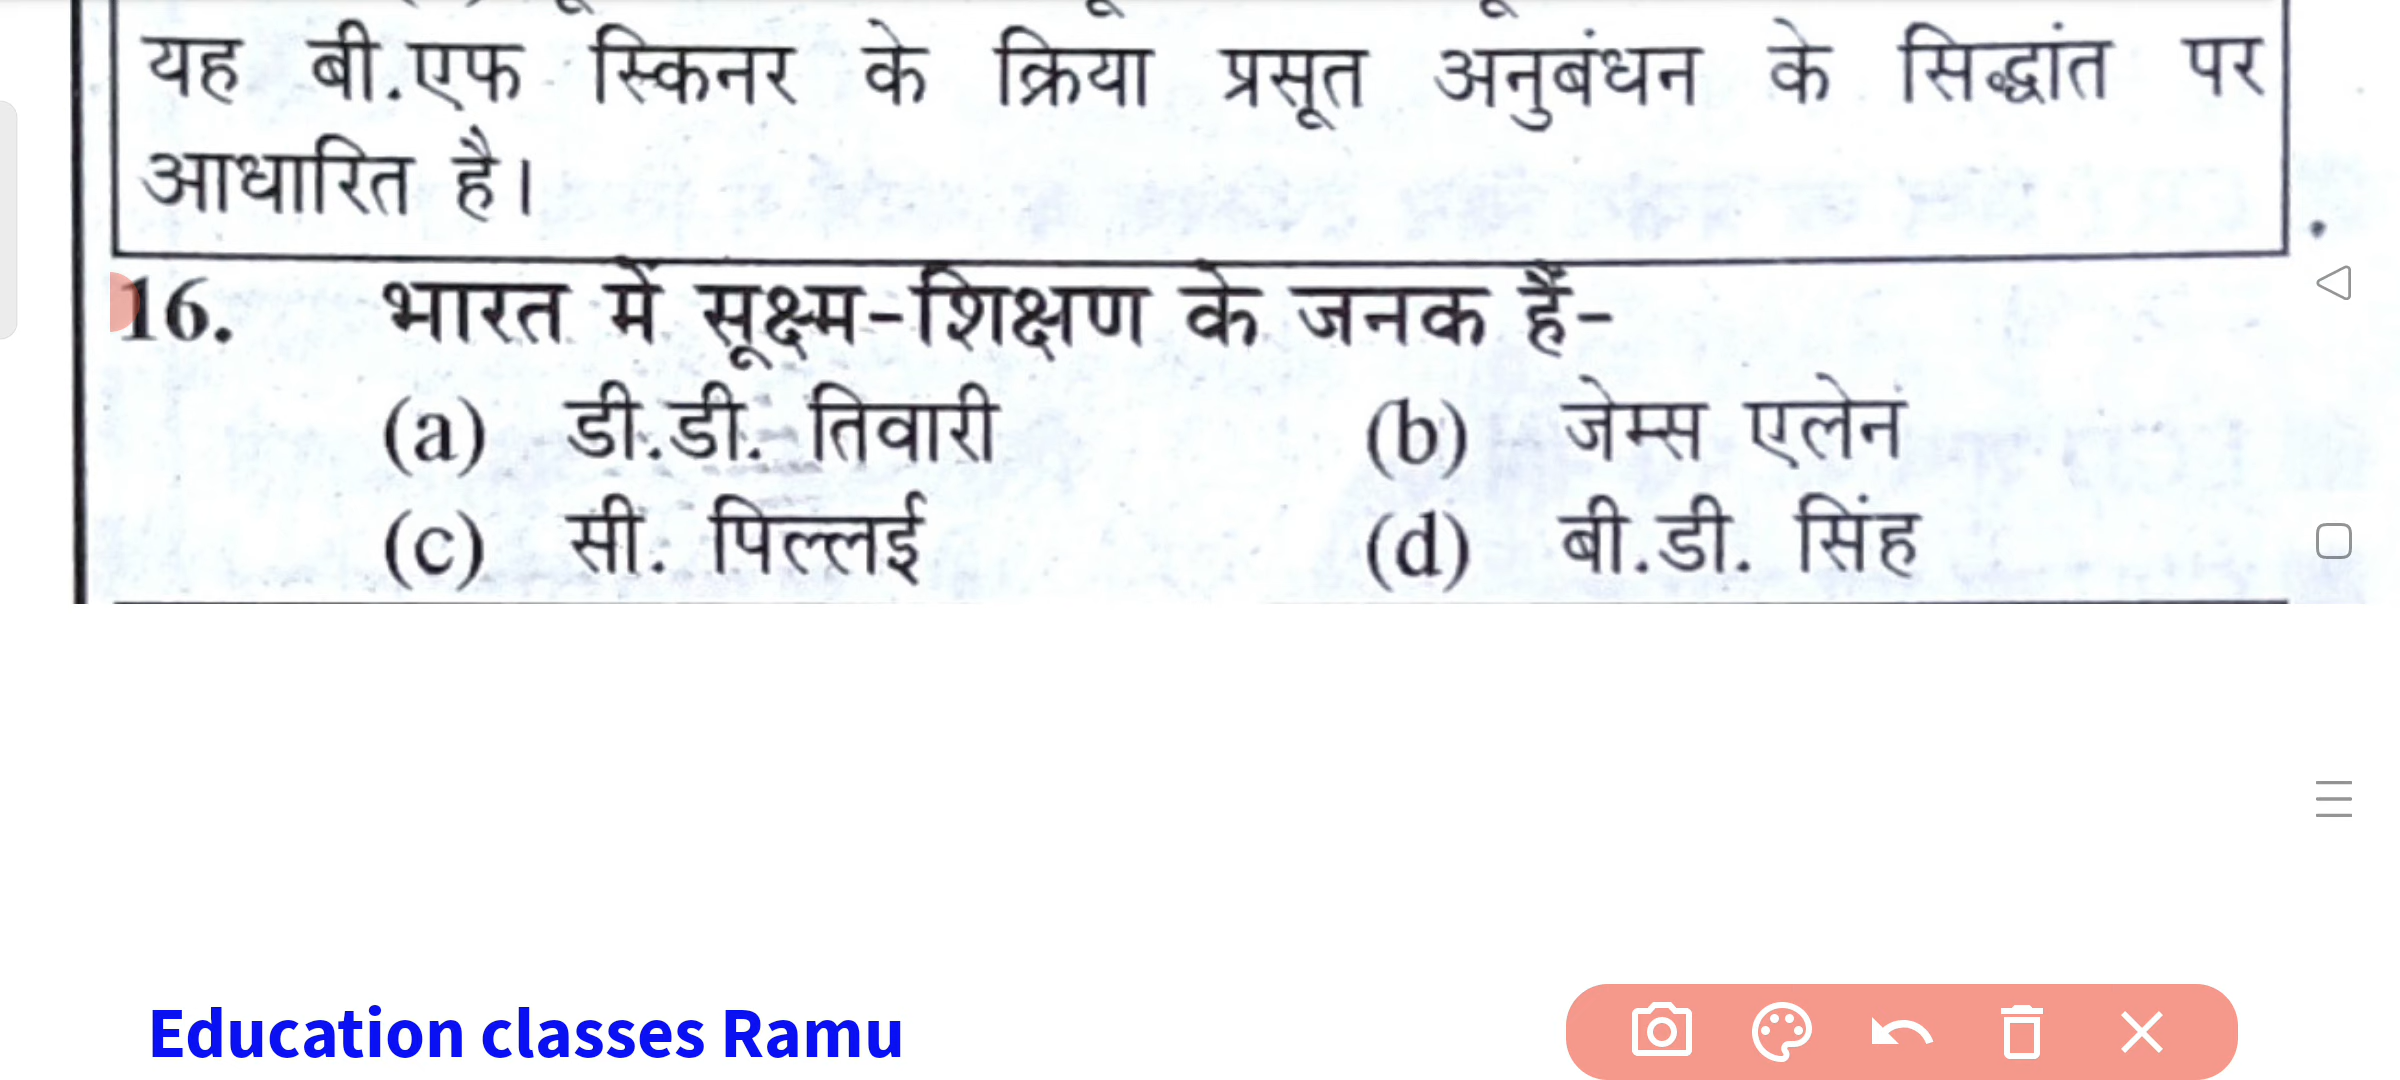 यह बी.एफ स्किनर के क्रिया प्रसूत अनुबंधन के सिद्धांत पर
आधारित है।
16. भारत में सूक्ष्म-शिक्षण के जनक हैं-
(a) डी.डी. तिवारी (b) जेम्स एलेन
(c) सी. पिल्लई (d) बी.डी. सिंह
Education classes Ramu